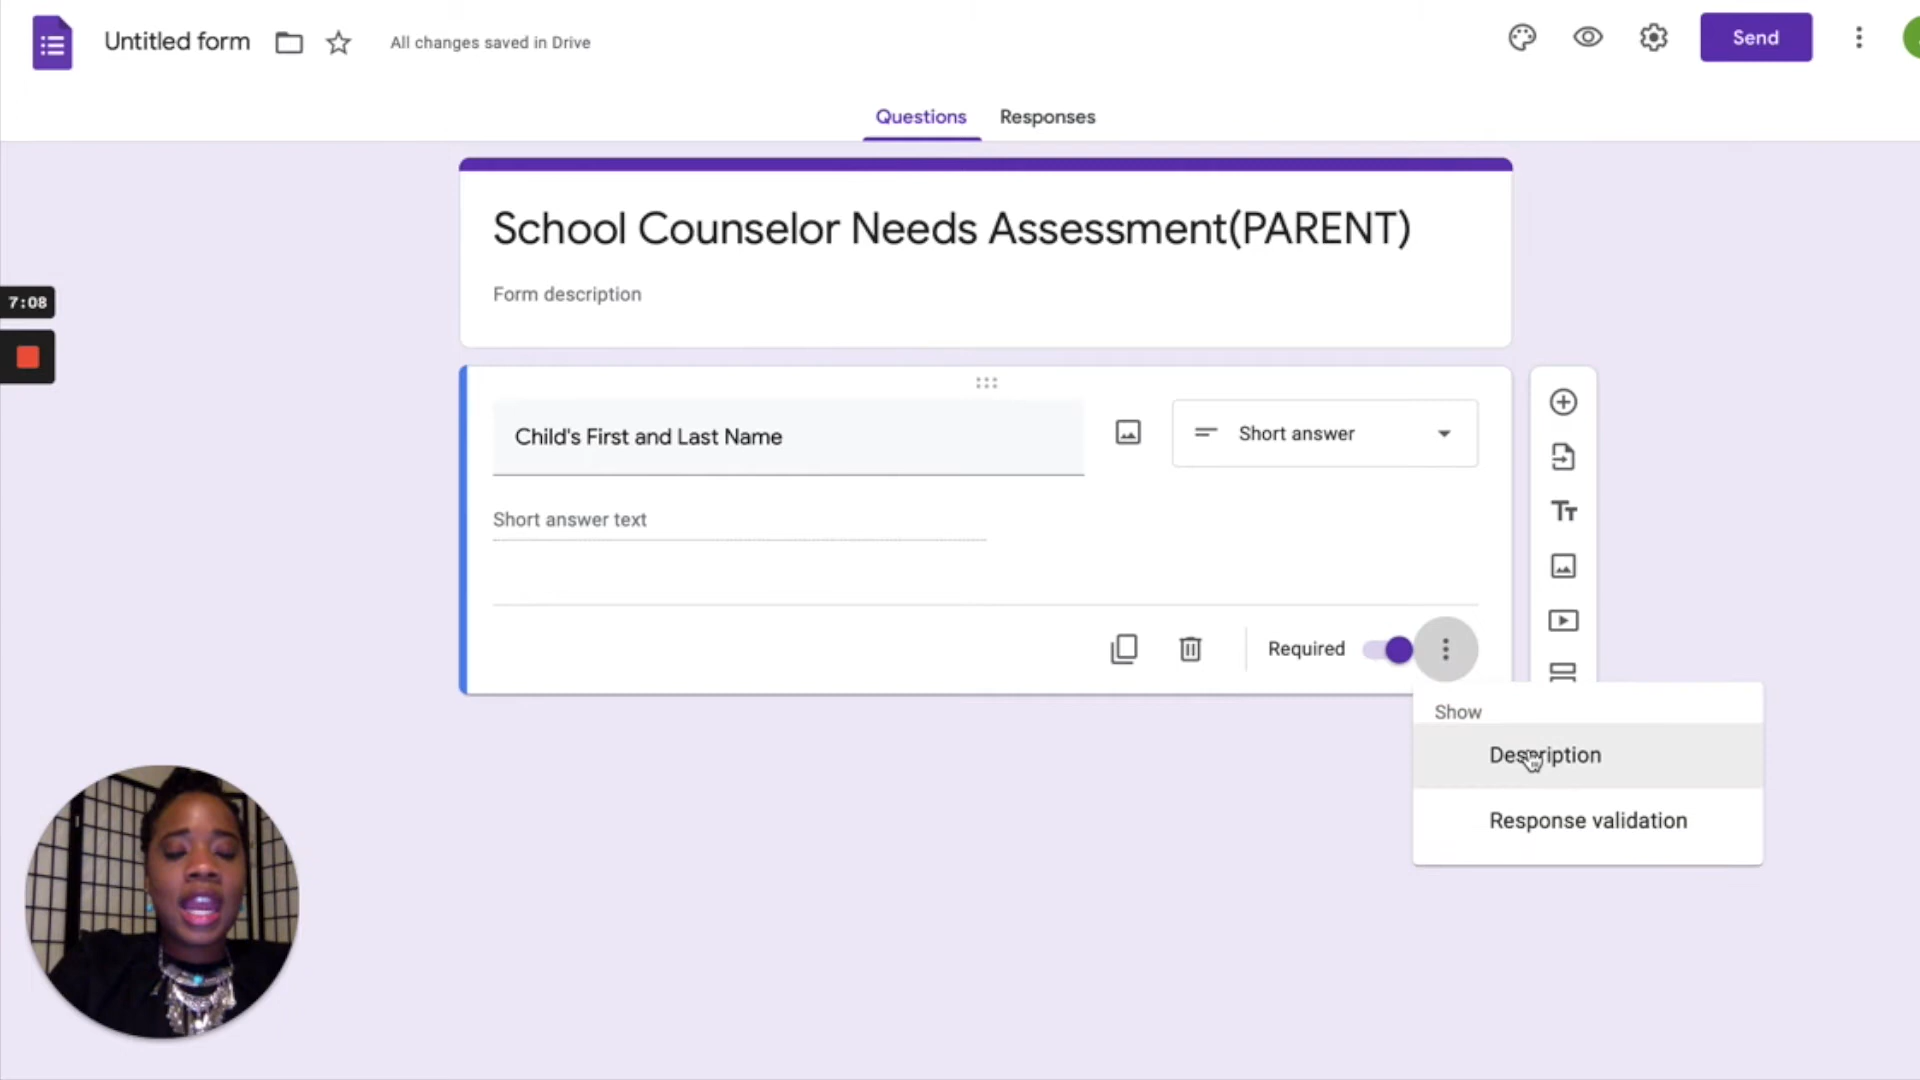 Untitled form
All changes saved in Drive
Send
Questions
Responses
School Counselor Needs Assessment(PARENT)
Form description
7:08
Child's First and Last Name
Short answer
Short answer text
Tт
Required
Show
Description
Response validation